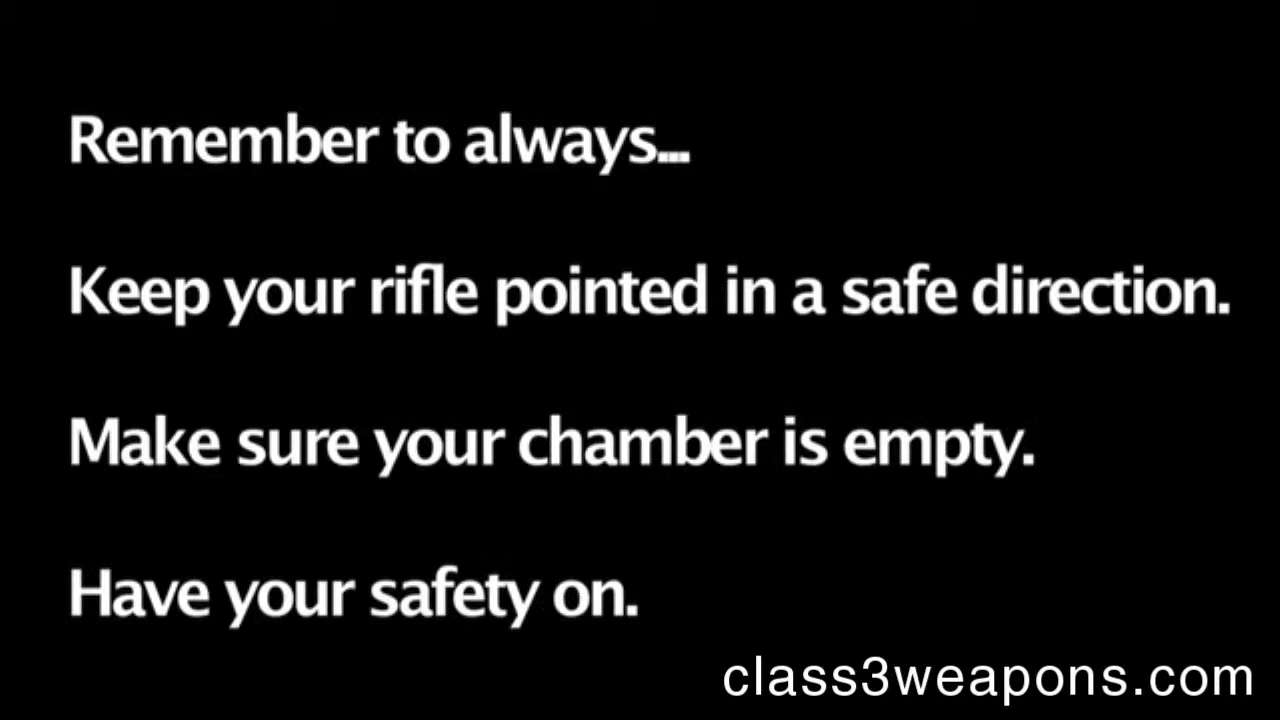 Remember to always...
Keep your rifle pointed in a safe direction.
Make sure your chamber is empty.
Have your safety on.
class3weapons.com